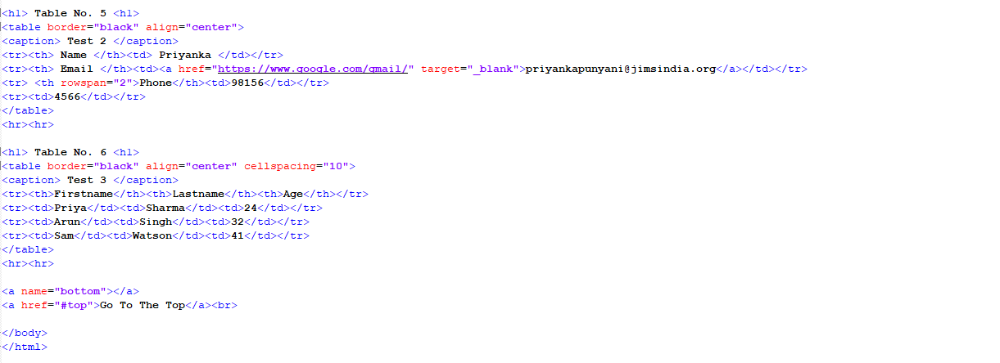 <h1> Table No. 5 <h1>
<table border="black" align="center">
<caption> Test 2 </caption>
<tr><th> Name </th><td> Priyanka </td></tr>
<tr><th> Email </th><td><a href="https://www.google.com/gmail/" target="_blank">priyankapunyani@jimsindia.org</a></td></tr>
<tr> <th rowspan="2">Phone</th><td>98156</td></tr>
<tr><td>4566</td></tr>
</table>
<hr><hr>
<h1> Table No. 6 <h1>
<table border="black" align="center" cellspacing="10">
<caption> Test 3 </caption>
<tr><th>Firstname</th><th>Lastname</th><th>Age</th></tr>
<tr><td>Priya</td><td>Sharma</td><td>24</td></tr>
<tr><td>Arun</td><td>Singh</td><td>32</td></tr>
<tr><td>Sam</td><td>Watson</td><td>41</td></tr>
</table>
<hr><hr>
<a name="bottom"></a>
<a href="#top">Go To The Top</a><br>
</body>
</html>